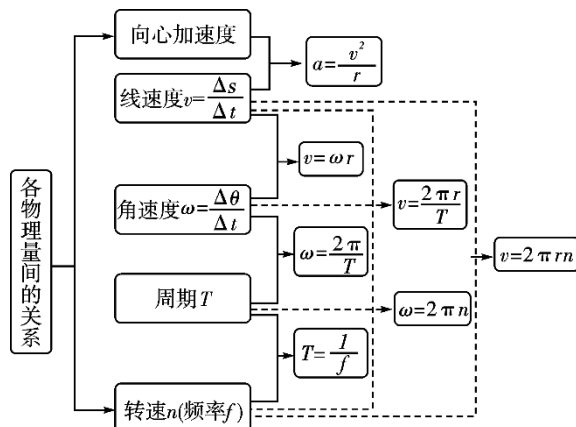 各物理量间的关系
向心加速度
线速度v=Δs/Δt
角速度ω=Δθ/Δt
周期T
转速n(频率f)
a=v²/r
v=ωr
ω=2π/T
T=1/f
v=2πr/T
ω=2πn
v=2πrn